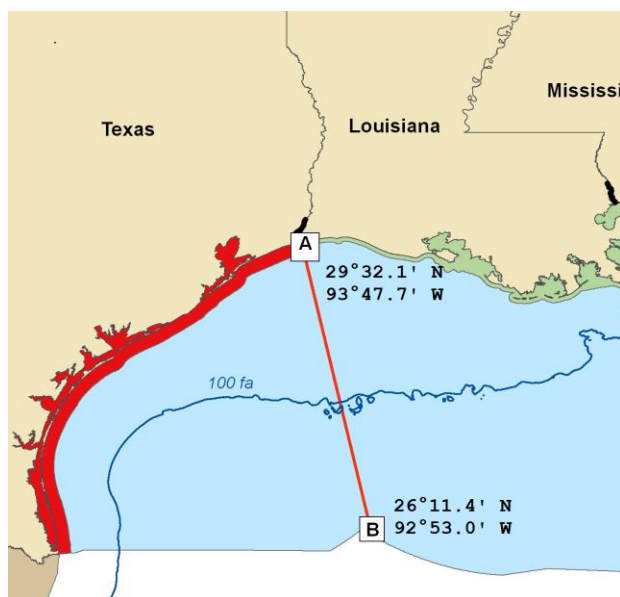 Mississi
Texas
Louisiana
A
29°32.1' N
93°47.7' W
100 fa
26°11.4' N
92°53.0' W
B